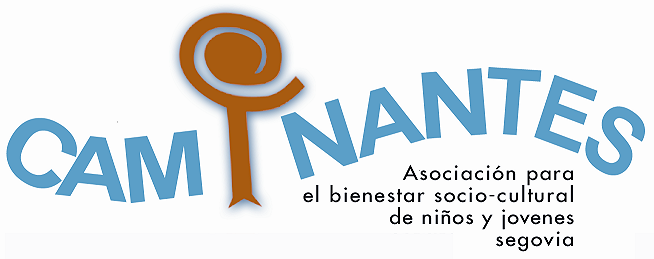 CAMINANTES
Asociación para
el bienestar socio-cultural
de niños y jovenes
segovia